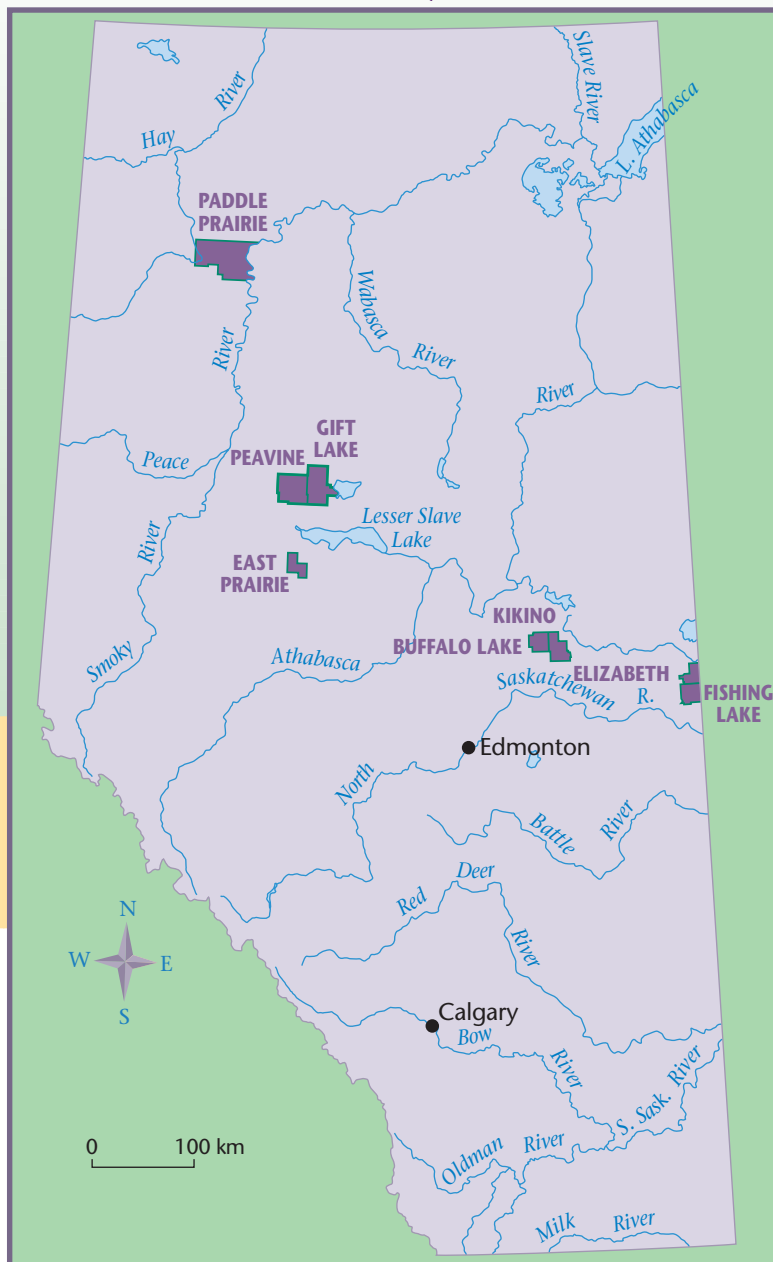 Slave River
Hay
River
L. Athabasca
PADDLE
PRAIRIE
Wabasca
River
River
River
GIFT
LAKE
PEAVINE
Peace
Lesser Slave
Lake
River
EAST
PRAIRIE
KIKINO
BUFFALO LAKE
Smoky
Athabasca
ELIZABETH
Saskatchewan
R.
FISHING
LAKE
Edmonton
North
Battle
River
Deer
Red
River
N
W
E
S
Calgary
Bow
River
S. Sask. River
0
100 km
Oldman
River
Milk
River